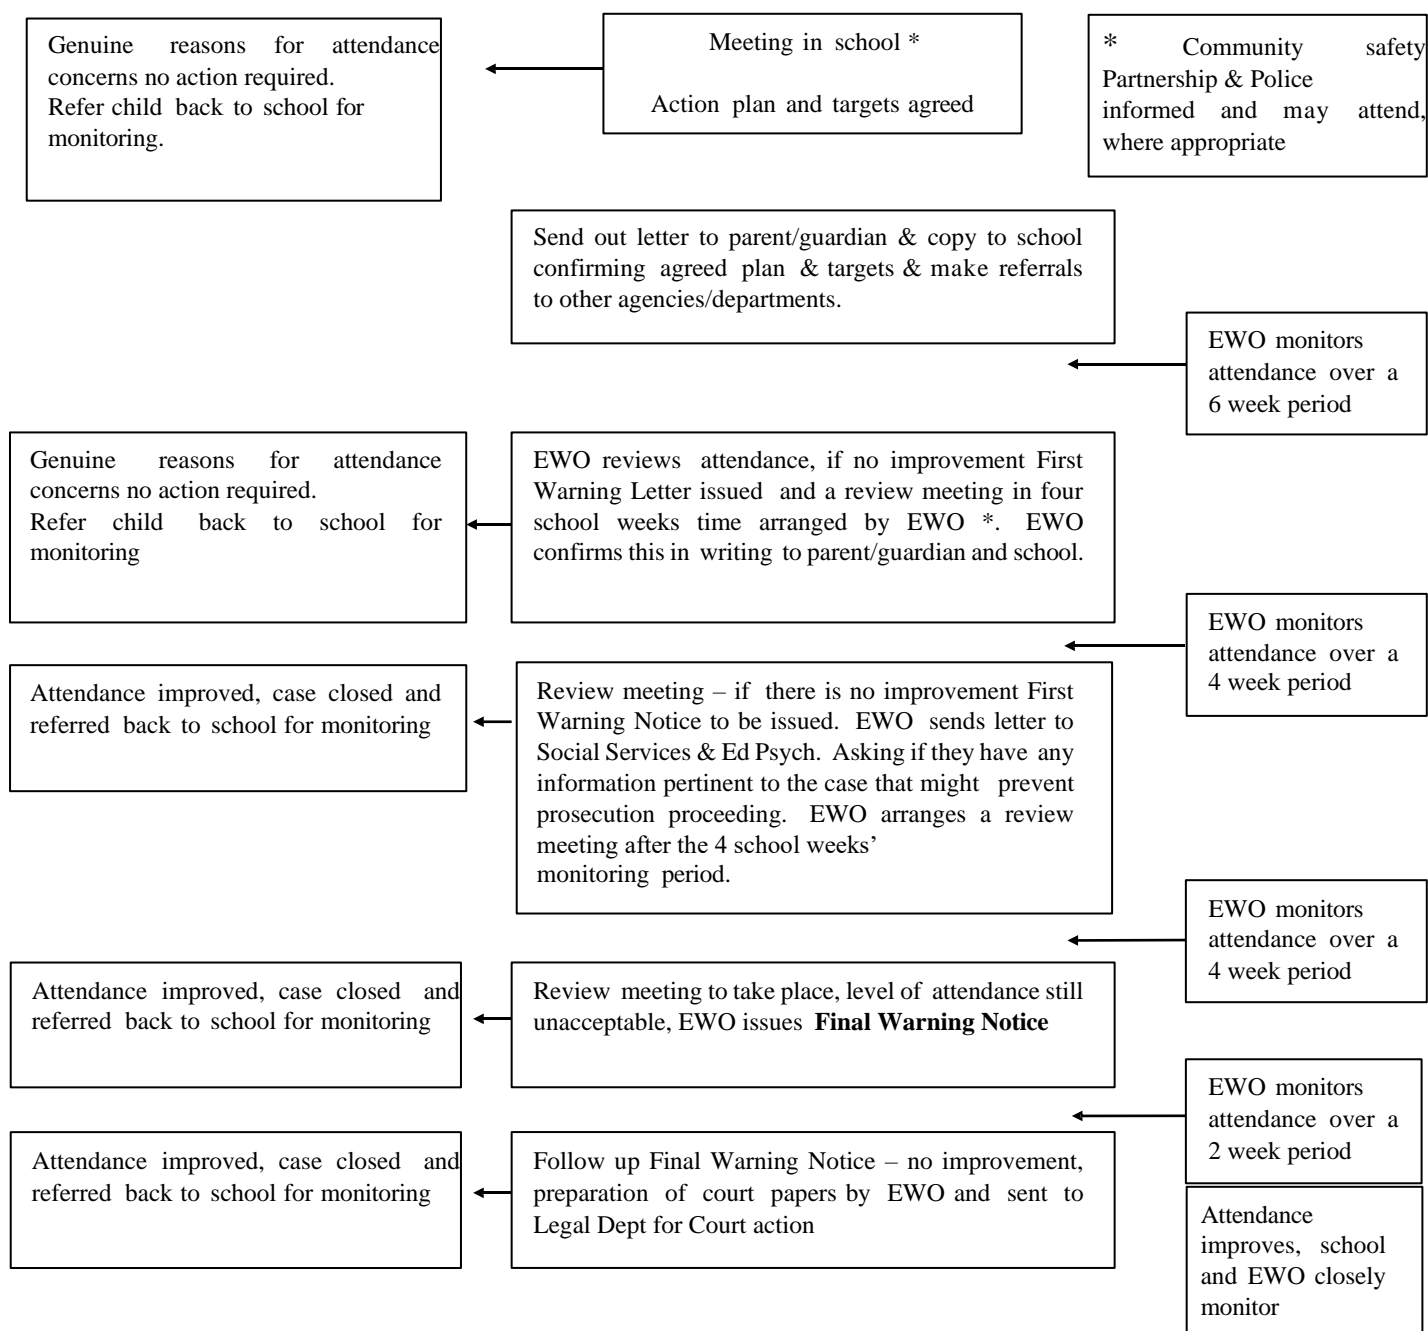 Genuine reasons for attendance
concerns no action required.
Refer child back to school for
monitoring.
Meeting in school *
Action plan and targets agreed
* Community safety
Partnership & Police
informed and may attend,
where appropriate
Send out letter to parent/guardian & copy to school
confirming agreed plan & targets & make referrals
to other agencies/departments.
EWO monitors
attendance over a
6 week period
Genuine reasons for attendance
concerns no action required.
Refer child back to school for
monitoring
EWO reviews attendance, if no improvement First
Warning Letter issued and a review meeting in four
school weeks time arranged by EWO *. EWO
confirms this in writing to parent/guardian and school.
EWO monitors
attendance over a
4 week period
Attendance improved, case closed and
referred back to school for monitoring
Review meeting – if there is no improvement First
Warning Notice to be issued. EWO sends letter to
Social Services & Ed Psych. Asking if they have any
information pertinent to the case that might prevent
prosecution proceeding. EWO arranges a review
meeting after the 4 school weeks’
monitoring period.
EWO monitors
attendance over a
4 week period
Attendance improved, case closed and
referred back to school for monitoring
Review meeting to take place, level of attendance still
unacceptable, EWO issues Final Warning Notice
EWO monitors
attendance over a
2 week period
Attendance improved, case closed and
referred back to school for monitoring
Follow up Final Warning Notice – no improvement,
preparation of court papers by EWO and sent to
Legal Dept for Court action
Attendance
improves, school
and EWO closely
monitor